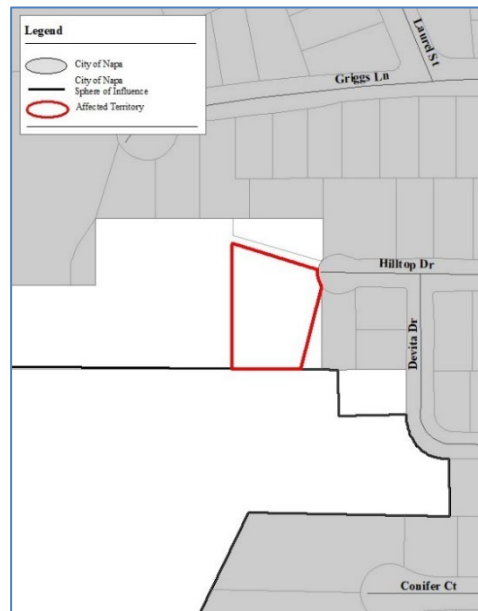 Legend
City of Napa
City of Napa
Sphere of Influence
Affected Territory
Laurel St
Griggs Ln
Hilltop Dr
Devita Dr
Conifer Ct